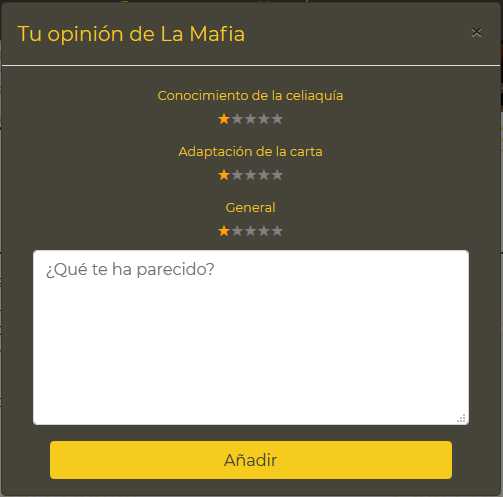 Tu opinión de La Mafia
×
Conocimiento de la celiaquía
★★★★★
Adaptación de la carta
★★★★★
General
★★★★★
¿Qué te ha parecido?
Añadir